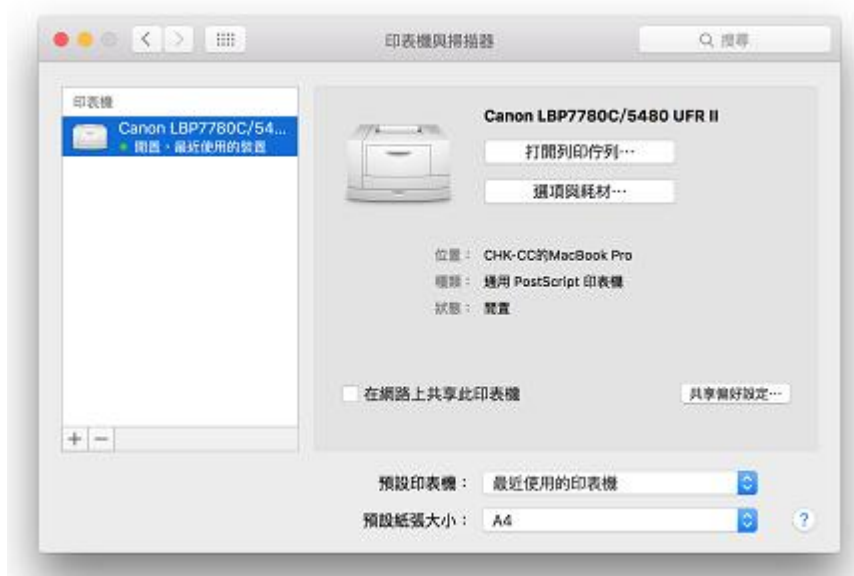 印表機與掃描器
搜尋
印表機
Canon LBP7780C/54...
閒置，最近使用的裝置
Canon LBP7780C/5480 UFR II
打開列印佇列…
選項與耗材…
位置： CHK-CC的MacBook Pro
種類： 通用 PostScript 印表機
狀態： 閒置
在網路上共享此印表機
共享偏好設定…
+ −
預設印表機： 最近使用的印表機
預設紙張大小： A4
?